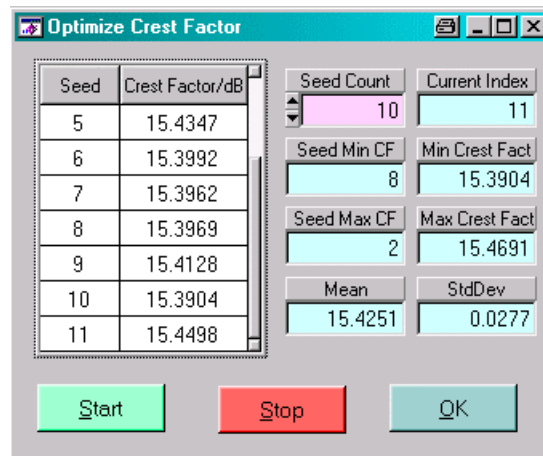 Optimize Crest Factor
Seed Crest Factor/dB
5 15.4347
6 15.3992
7 15.3962
8 15.3969
9 15.4128
10 15.3904
11 15.4498
Seed Count Current Index
10 11
Seed Min CF Min Crest Fact
8 15.3904
Seed Max CF Max Crest Fact
2 15.4691
Mean StdDev
15.4251 0.0277
Start Stop OK